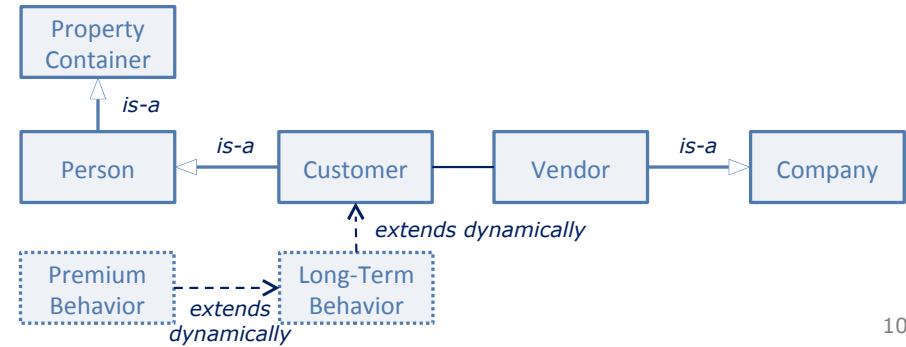 Property
Container
is-a
Person
is-a
Customer
Vendor
is-a
Company
extends dynamically
Premium
Behavior
extends
dynamically
Long-Term
Behavior
10